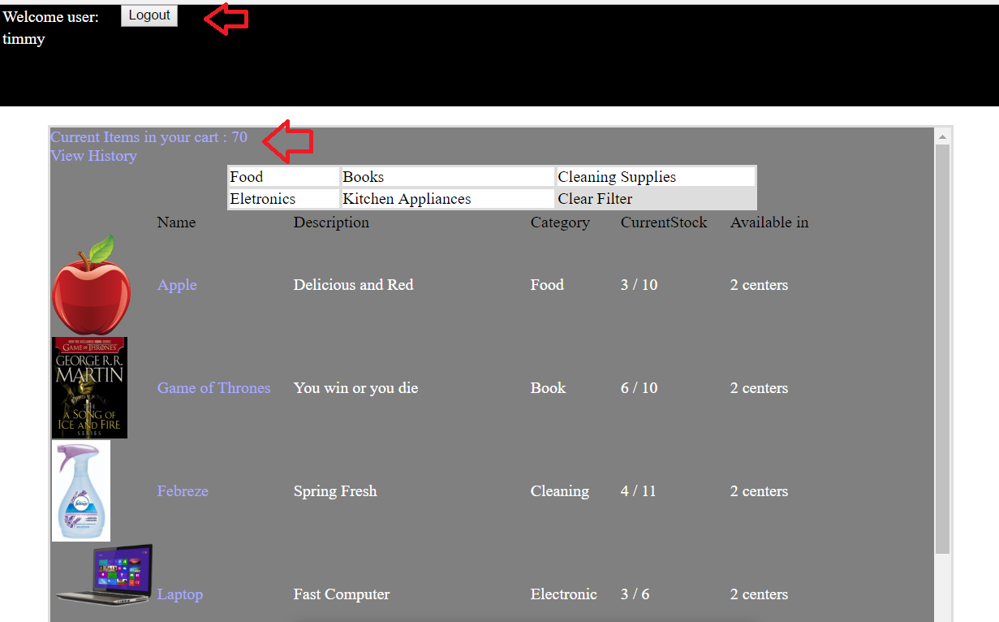 Welcome user: Logout
timmy
Current Items in your cart : 70
View History
Food Books Cleaning Supplies
Eletronics Kitchen Appliances Clear Filter
Name Description Category CurrentStock Available in
Apple Delicious and Red Food 3 / 10 2 centers
GAME OF THRONES
GEORGE R.R.
MARTIN
Game of Thrones You win or you die Book 6 / 10 2 centers
THE
A SONG OF
ICE AND FIRE
SERIES
Febreze Spring Fresh Cleaning 4 / 11 2 centers
febreze
Laptop Fast Computer Electronic 3 / 6 2 centers